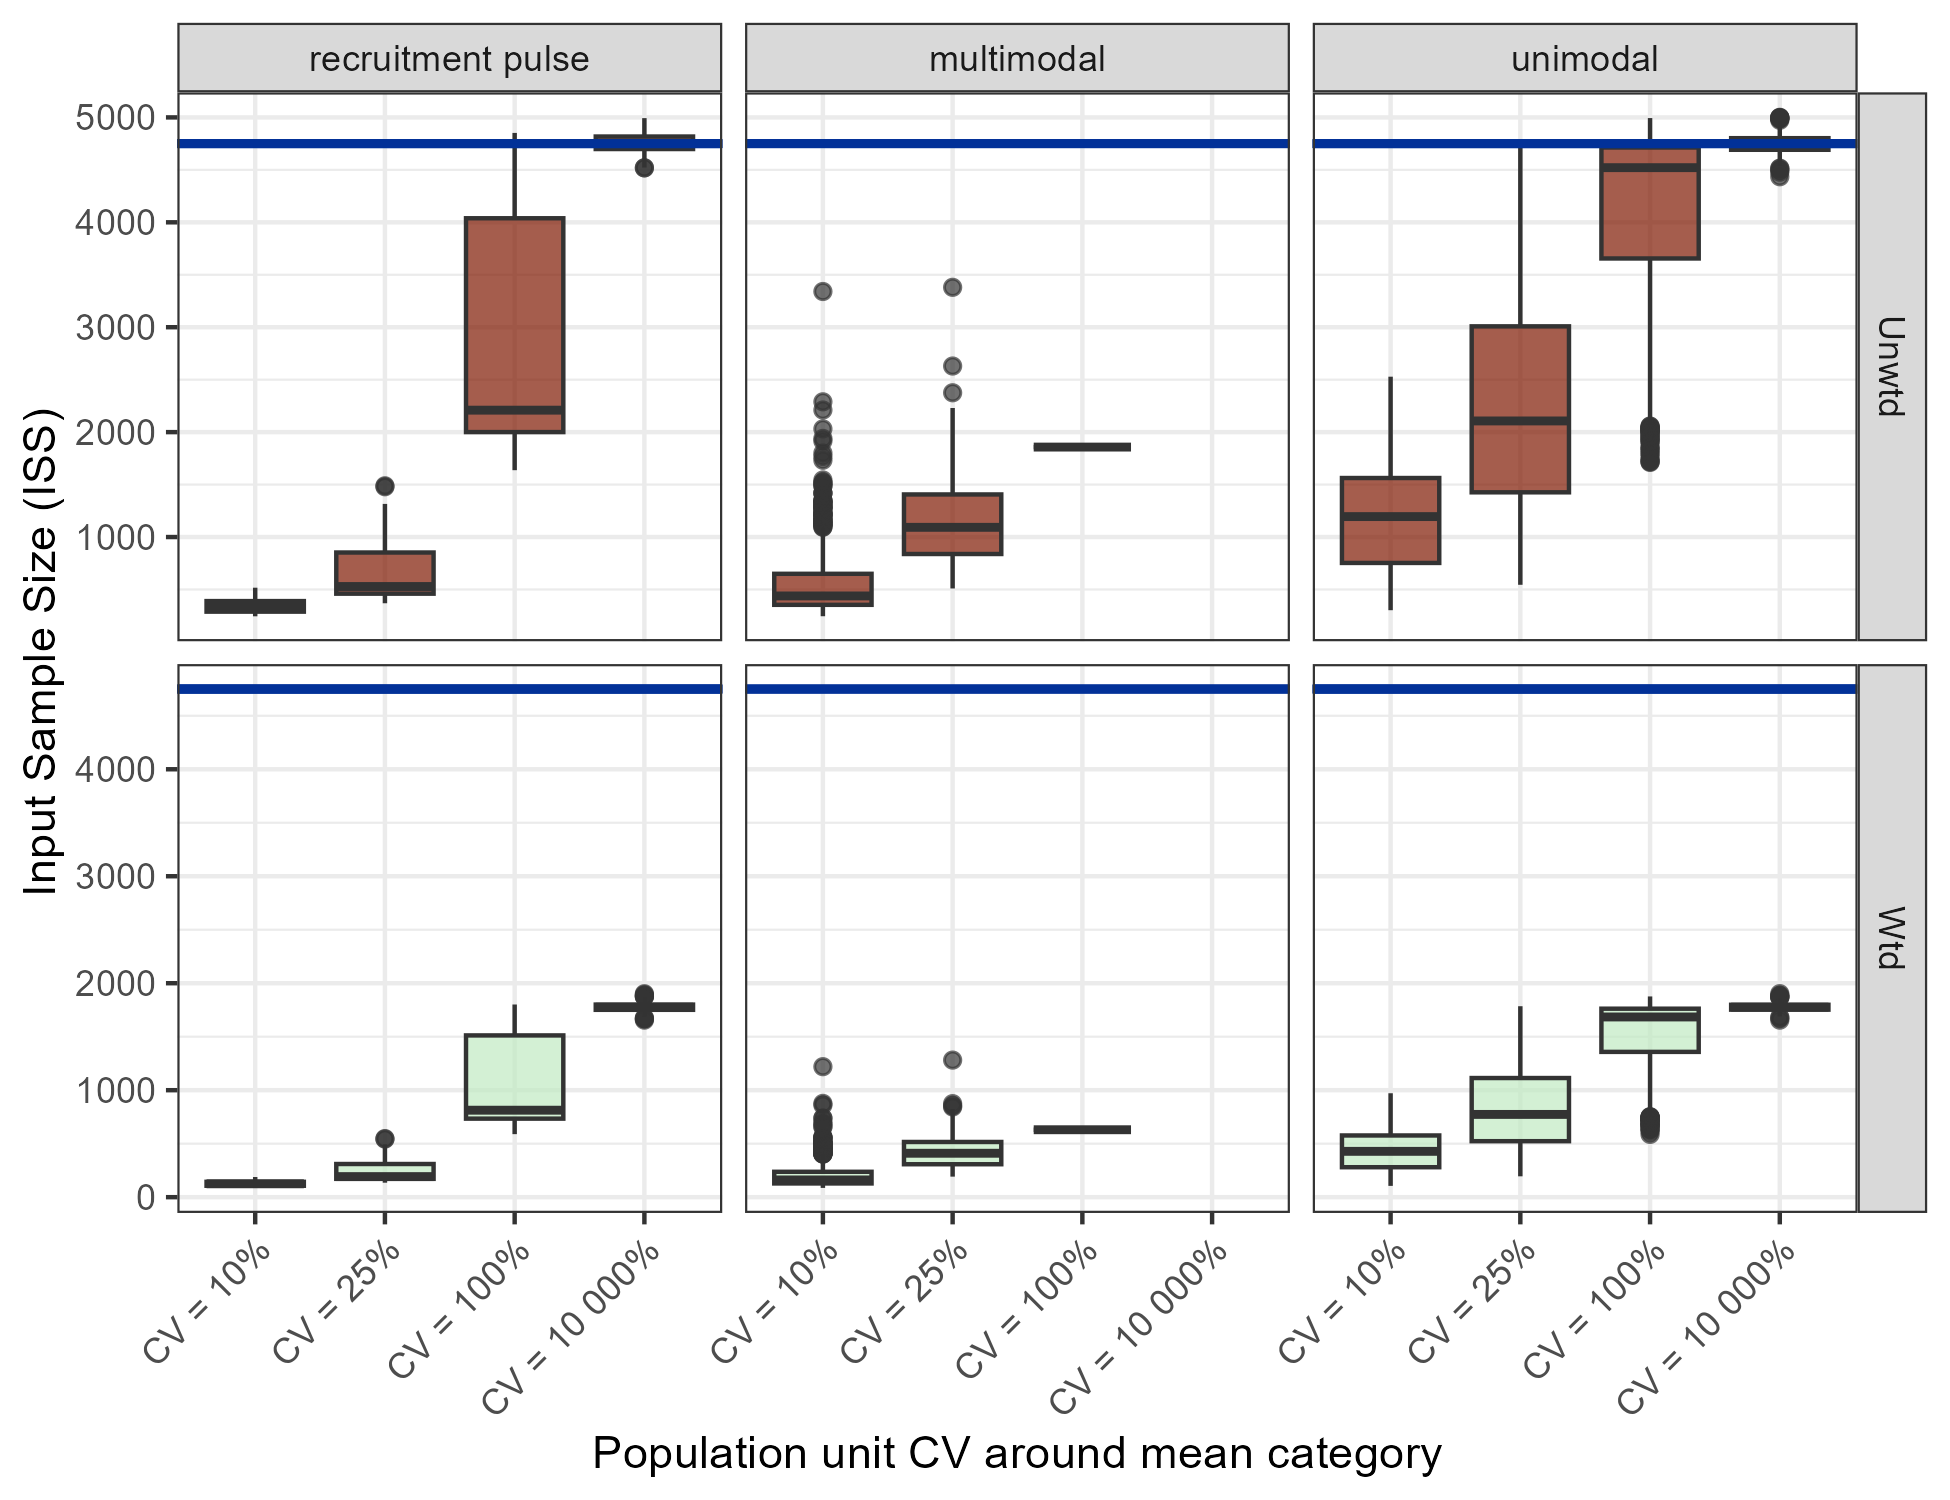 recruitment pulse
multimodal
unimodal
Input Sample Size (ISS)
5000
4000
3000
2000
1000
Unwtd
4000
3000
2000
1000
0
Wtd
CV = 10%
CV = 25%
CV = 100%
CV = 10 000%
CV = 10%
CV = 25%
CV = 100%
CV = 10 000%
CV = 10%
CV = 25%
CV = 100%
CV = 10 000%
Population unit CV around mean category